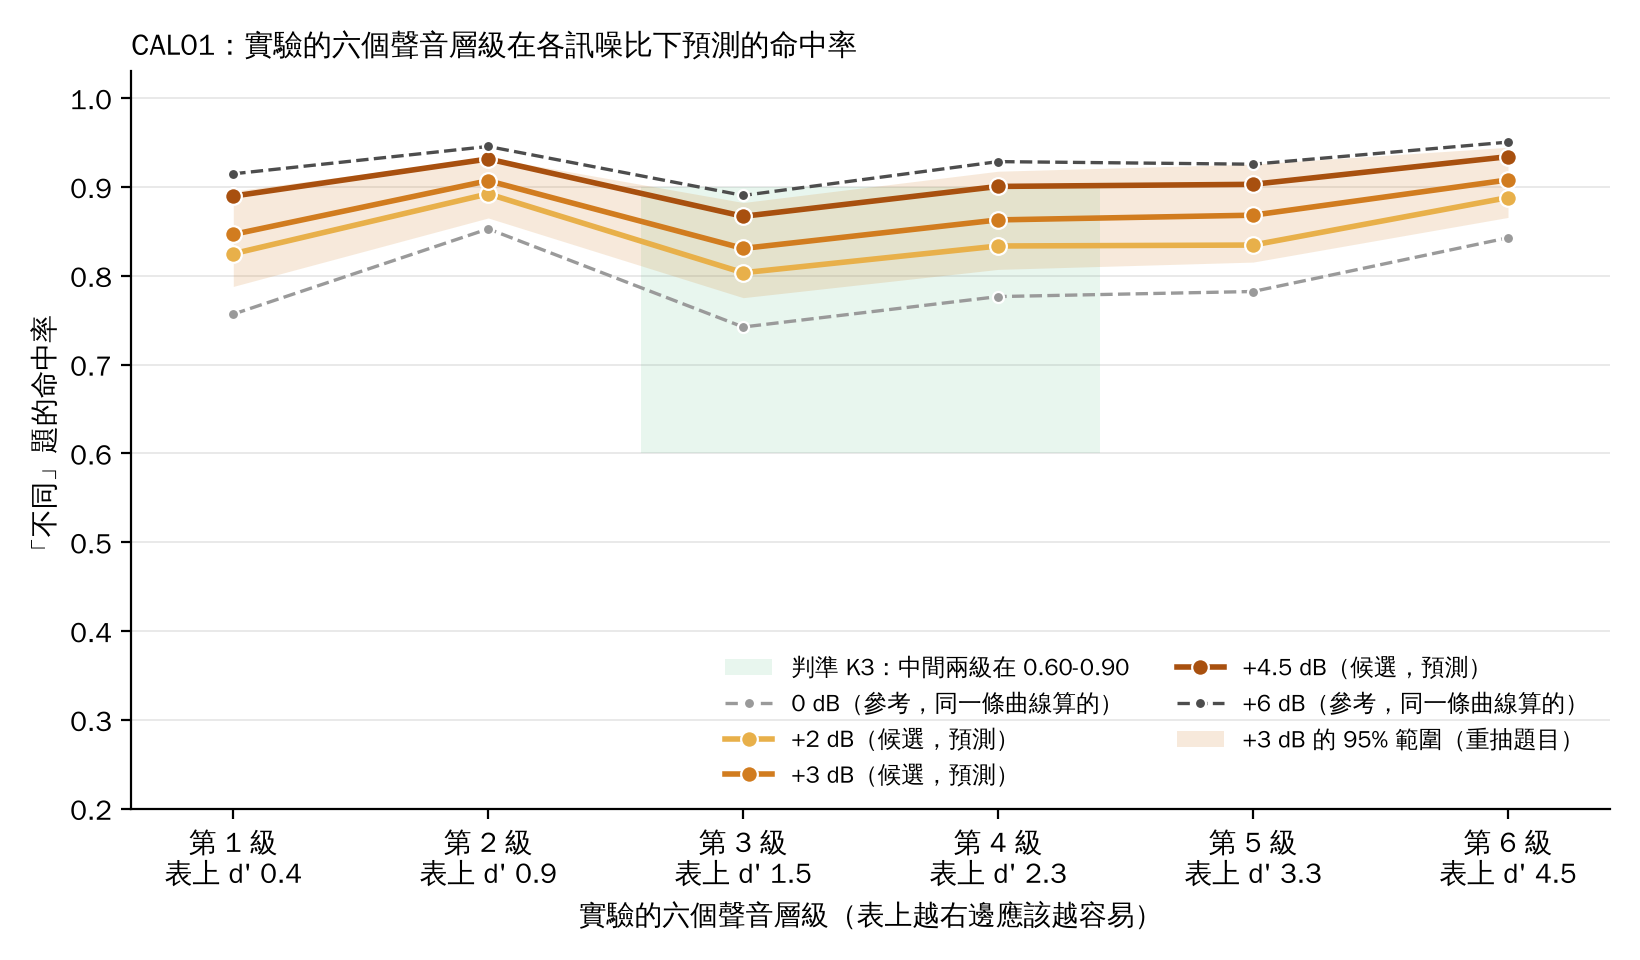 CAL01：實驗的六個聲音層級在各訊噪比下預測的命中率
「不同」題的命中率
1.0
0.9
0.8
0.7
0.6
0.5
0.4
0.3
0.2
判準 K3：中間兩級在 0.60-0.90
0 dB（參考，同一條曲線算的）
+2 dB（候選，預測）
+3 dB（候選，預測）
+4.5 dB（候選，預測）
+6 dB（參考，同一條曲線算的）
+3 dB 的 95% 範圍（重抽題目）
第 1 級
表上 d' 0.4
第 2 級
表上 d' 0.9
第 3 級
表上 d' 1.5
第 4 級
表上 d' 2.3
第 5 級
表上 d' 3.3
第 6 級
表上 d' 4.5
實驗的六個聲音層級（表上越右邊應該越容易）